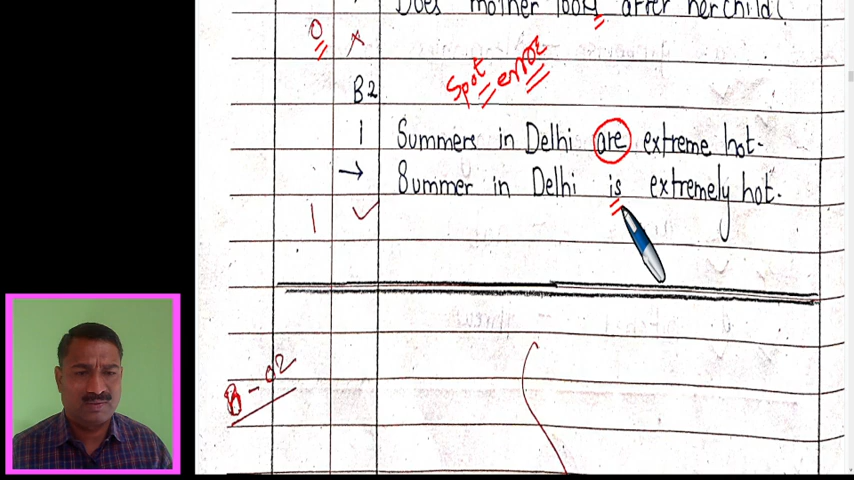 Does mother look after her child?
0 ×
Spot error
B2
1 Summers in Delhi are extreme hot.
→ Summer in Delhi is extremely hot.
1 ✓
B-02